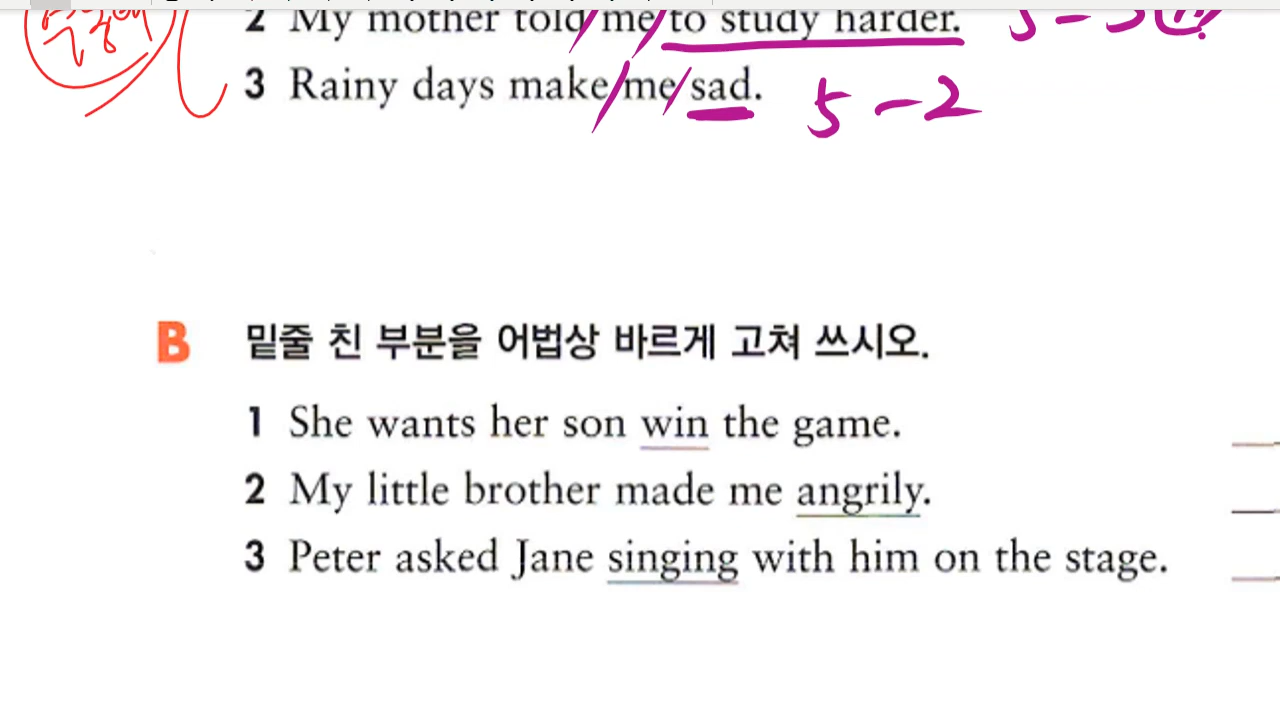 2 My mother told me to study harder.
3 Rainy days make me sad. 5-2
B 밑줄 친 부분을 어법상 바르게 고쳐 쓰시오.
1 She wants her son win the game.
2 My little brother made me angrily.
3 Peter asked Jane singing with him on the stage.